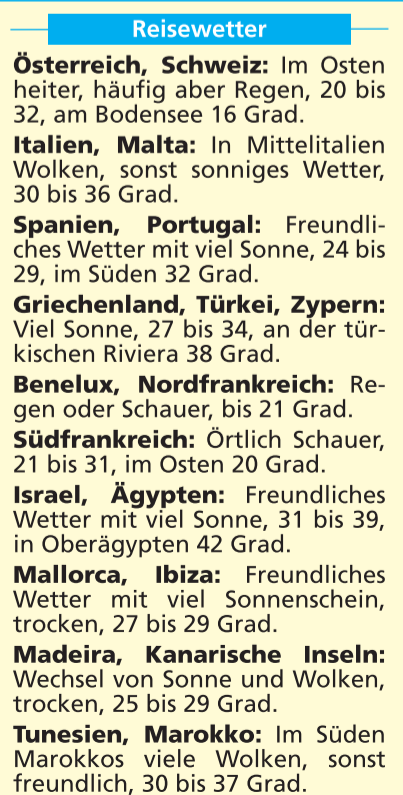 Reisewetter
Österreich, Schweiz: Im Osten
heiter, häufig aber Regen, 20 bis
32, am Bodensee 16 Grad.
Italien, Malta: In Mittelitalien
Wolken, sonst sonniges Wetter,
30 bis 36 Grad.
Spanien, Portugal: Freundli-
ches Wetter mit viel Sonne, 24 bis
29, im Süden 32 Grad.
Griechenland, Türkei, Zypern:
Viel Sonne, 27 bis 34, an der tür-
kischen Riviera 38 Grad.
Benelux, Nordfrankreich: Re-
gen oder Schauer, bis 21 Grad.
Südfrankreich: Örtlich Schauer,
21 bis 31, im Osten 20 Grad.
Israel, Ägypten: Freundliches
Wetter mit viel Sonne, 31 bis 39,
in Oberägypten 42 Grad.
Mallorca, Ibiza: Freundliches
Wetter mit viel Sonnenschein,
trocken, 27 bis 29 Grad.
Madeira, Kanarische Inseln:
Wechsel von Sonne und Wolken,
trocken, 25 bis 29 Grad.
Tunesien, Marokko: Im Süden
Marokkos viele Wolken, sonst
freundlich, 30 bis 37 Grad.